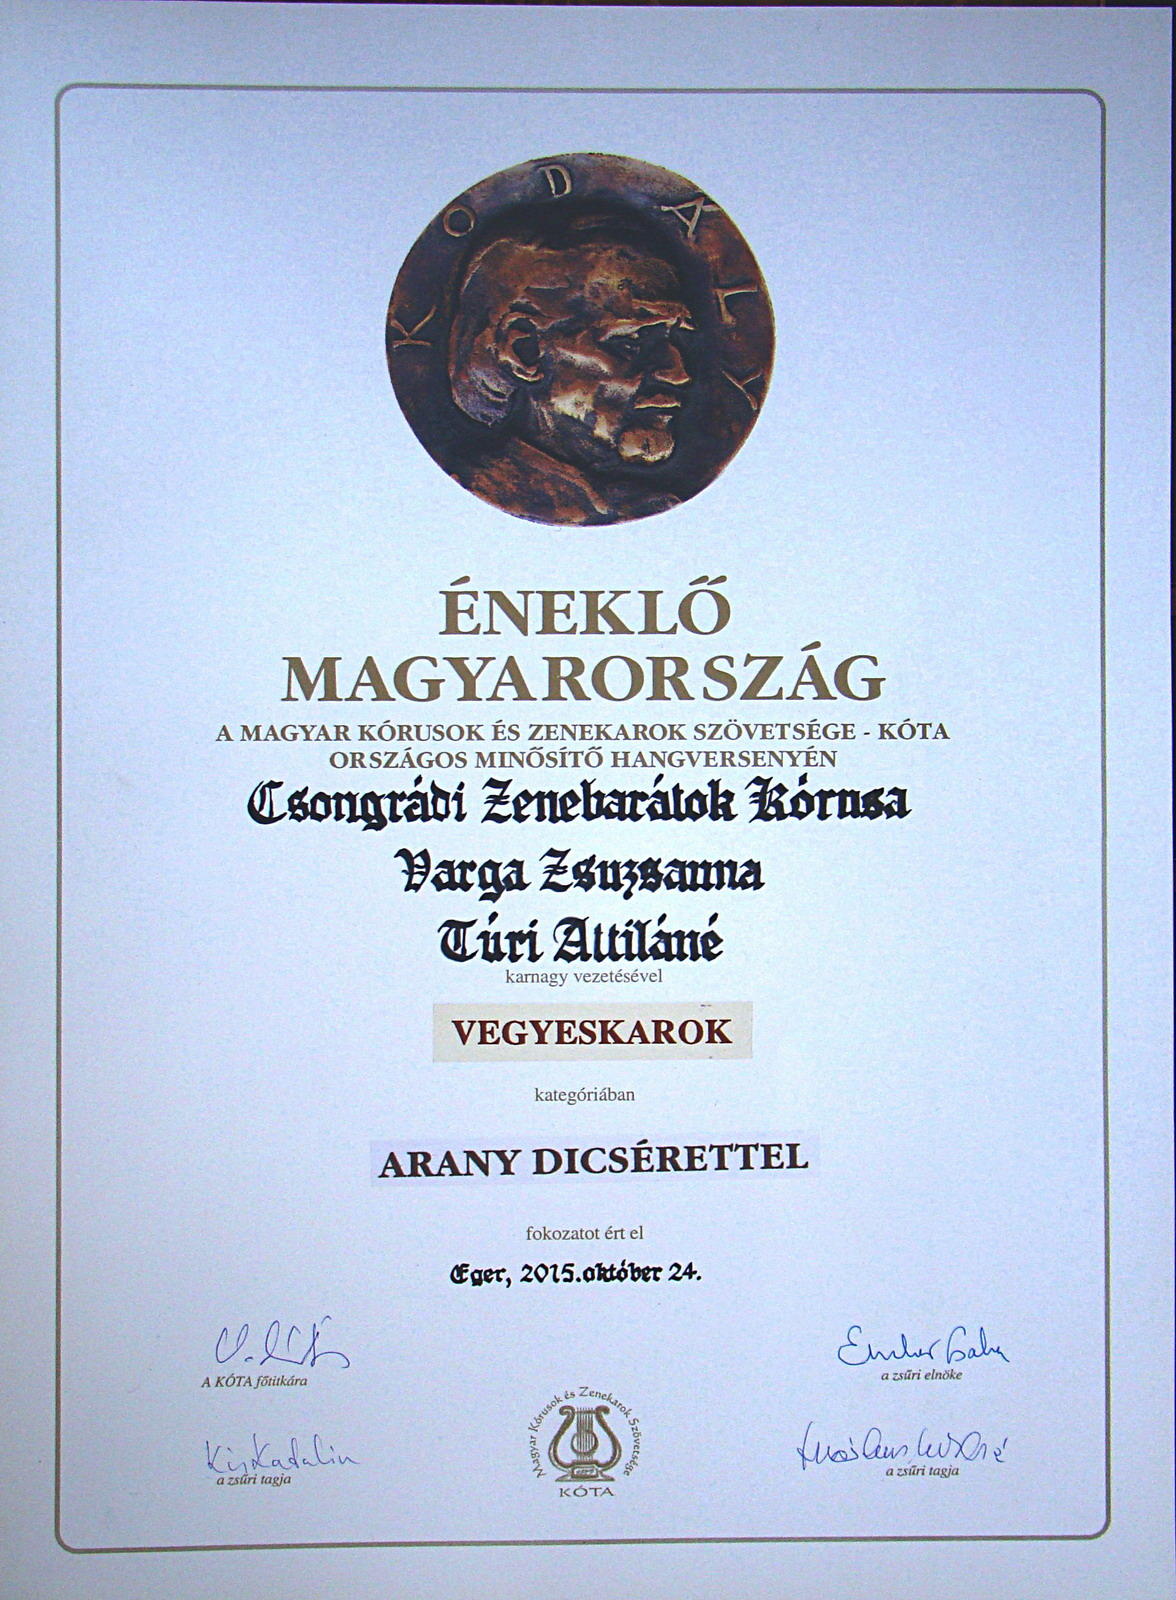 KODÁLY
ÉNEKLŐ
MAGYARORSZÁG
A MAGYAR KÓRUSOK ÉS ZENEKAROK SZÖVETSÉGE - KÓTA
ORSZÁGOS MINŐSÍTŐ HANGVERSENYÉN
Csongrádi Zenebarátok Kórusa
Varga Zsuzsanna
Túri Attiláné
karnagy vezetésével
VEGYESKAROK
kategóriában
ARANY DICSÉRETTEL
fokozatot ért el
Eger, 2015.október 24.
A KÓTA főtitkára
a zsűri elnöke
Magyar Kórusok és Zenekarok Szövetsége
Kis Katalin
a zsűri tagja
a zsűri tagja
KÓTA